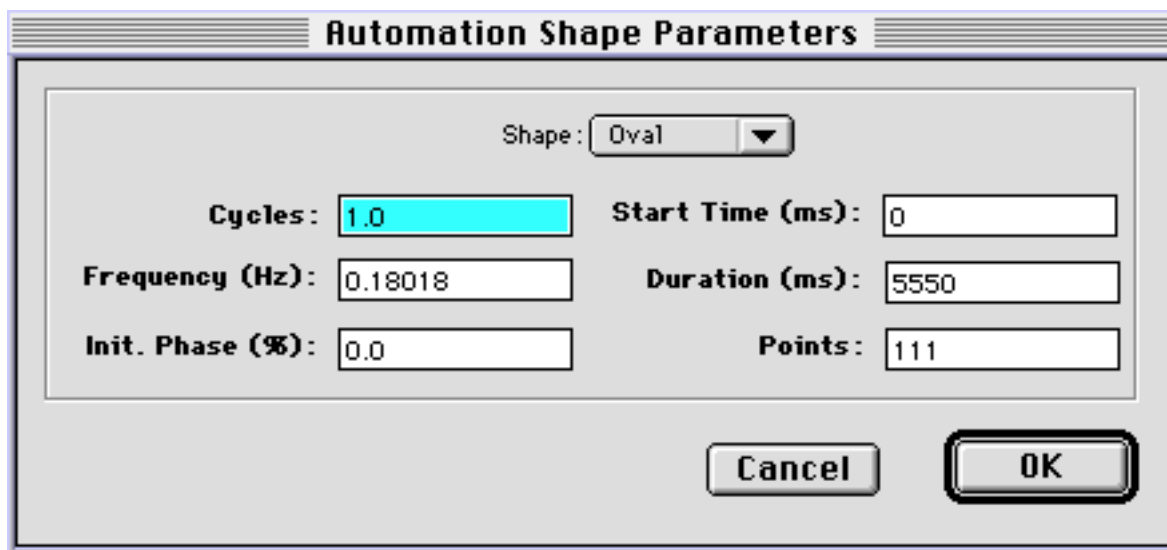 Automation Shape Parameters
Shape: Oval
Cycles: 1.0 Start Time (ms): 0
Frequency (Hz): 0.18018 Duration (ms): 5550
Init. Phase (%): 0.0 Points: 111
Cancel OK